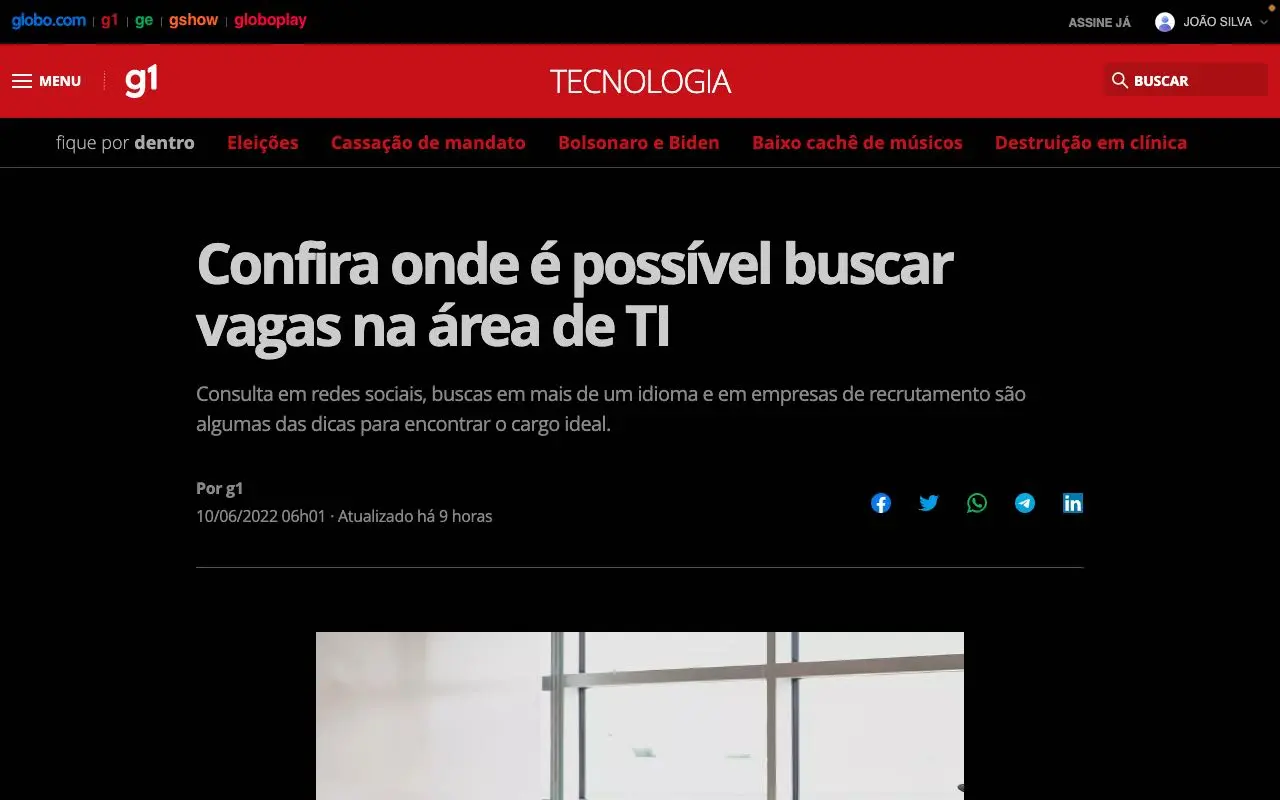 globo.com g1 ge gshow globoplay
ASSINE JÁ JOÃO SILVA
MENU g1 TECNOLOGIA BUSCAR
fique por dentro Eleições Cassação de mandato Bolsonaro e Biden Baixo cachê de músicos Destruição em clínica
Confira onde é possível buscar
vagas na área de TI
Consulta em redes sociais, buscas em mais de um idioma e em empresas de recrutamento são
algumas das dicas para encontrar o cargo ideal.
Por g1
10/06/2022 06h01 · Atualizado há 9 horas